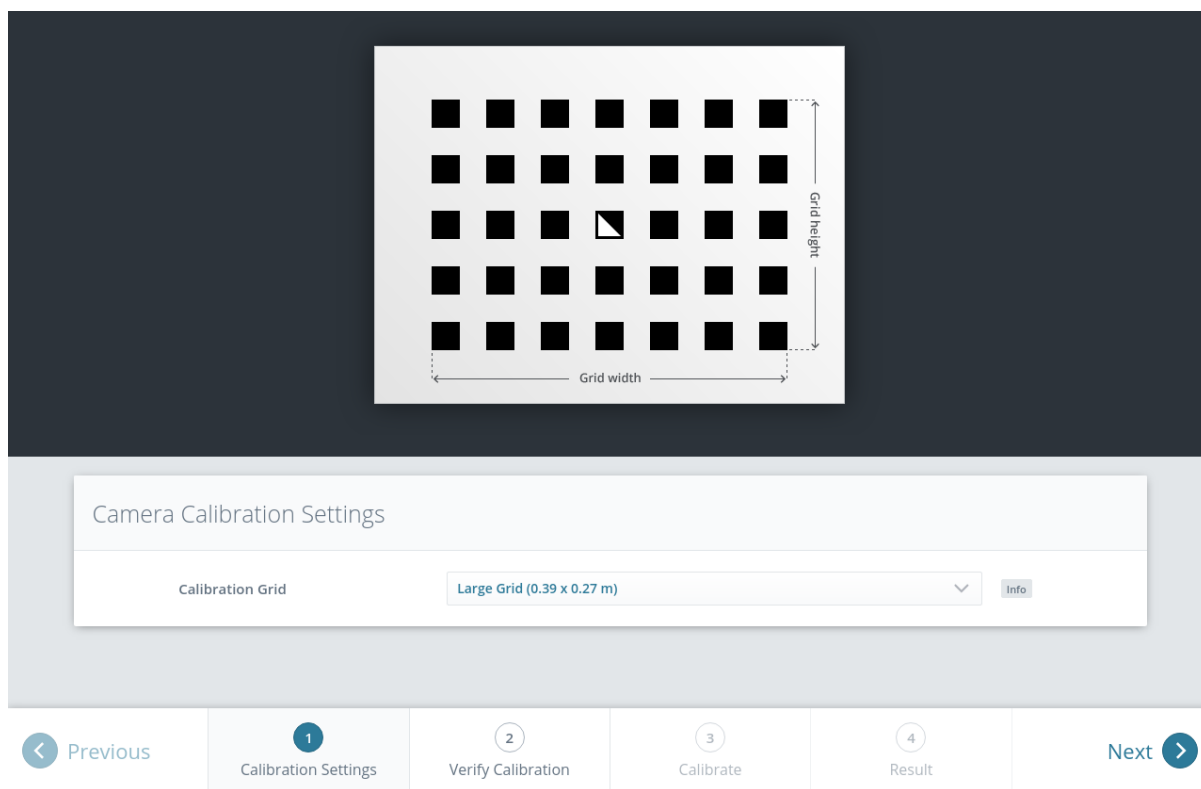 Grid height
Grid width
Camera Calibration Settings
Calibration Grid
Large Grid (0.39 x 0.27 m)
Info
Previous
1
Calibration Settings
2
Verify Calibration
3
Calibrate
4
Result
Next